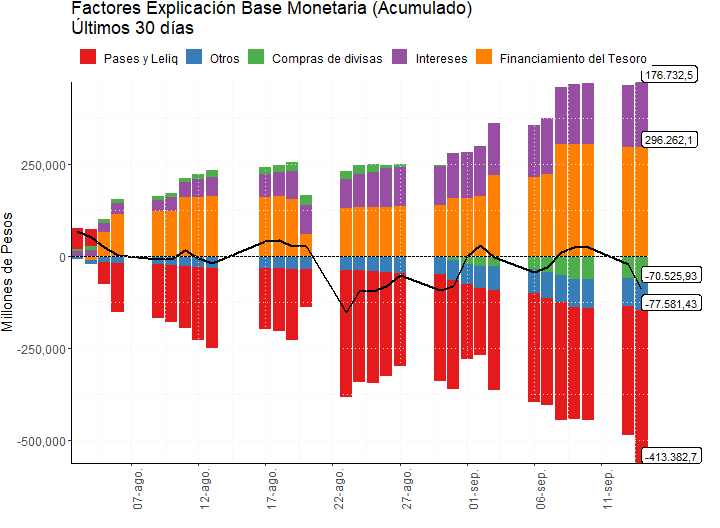 Factores Explicación Base Monetaria (Acumulado)
Últimos 30 días
Pases y Leliq Otros Compras de divisas Intereses Financiamiento del Tesoro
Millones de Pesos
250,000
0
-250,000
-500,000
176.732,5
296.262,1
-70.525,93
-77.581,43
-413.382,7
07-ago. 12-ago. 17-ago. 22-ago. 27-ago. 01-sep. 06-sep. 11-sep.